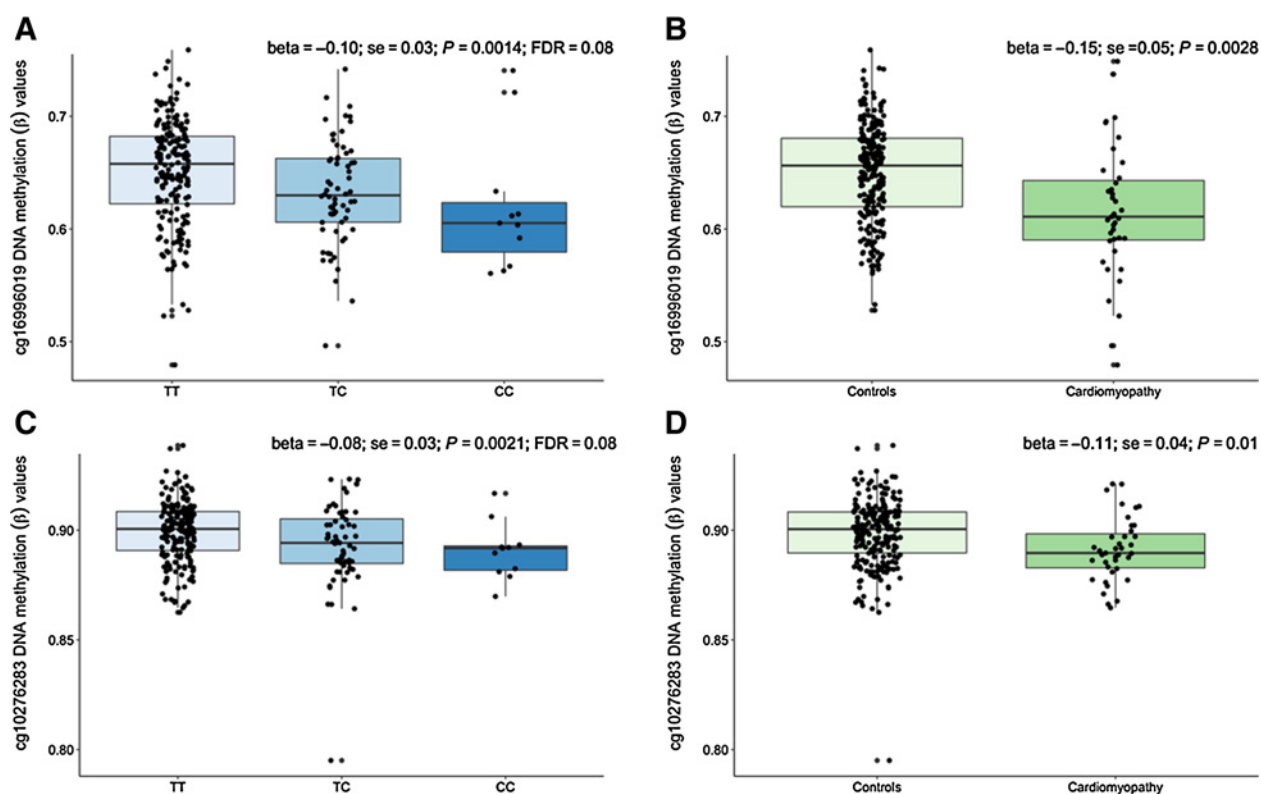 A
beta = −0.10; se = 0.03; P = 0.0014; FDR = 0.08
cg16996019 DNA methylation (β) values
0.7
0.6
0.5
TT TC CC
B
beta = −0.15; se =0.05; P = 0.0028
cg16996019 DNA methylation (β) values
0.7
0.6
0.5
Controls Cardiomyopathy
C
beta = −0.08; se = 0.03; P = 0.0021; FDR = 0.08
cg10276283 DNA methylation (β) values
0.90
0.85
0.80
TT TC CC
D
beta = −0.11; se = 0.04; P = 0.01
cg10276283 DNA methylation (β) values
0.90
0.85
0.80
Controls Cardiomyopathy